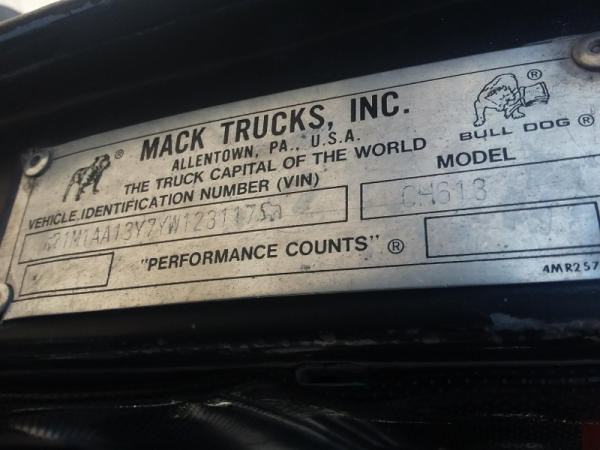 MACK TRUCKS, INC.
ALLENTOWN, PA., U.S.A.
THE TRUCK CAPITAL OF THE WORLD
BULL DOG ®
VEHICLE IDENTIFICATION NUMBER (VIN)
MODEL
CH613
"PERFORMANCE COUNTS" ®
4MR257